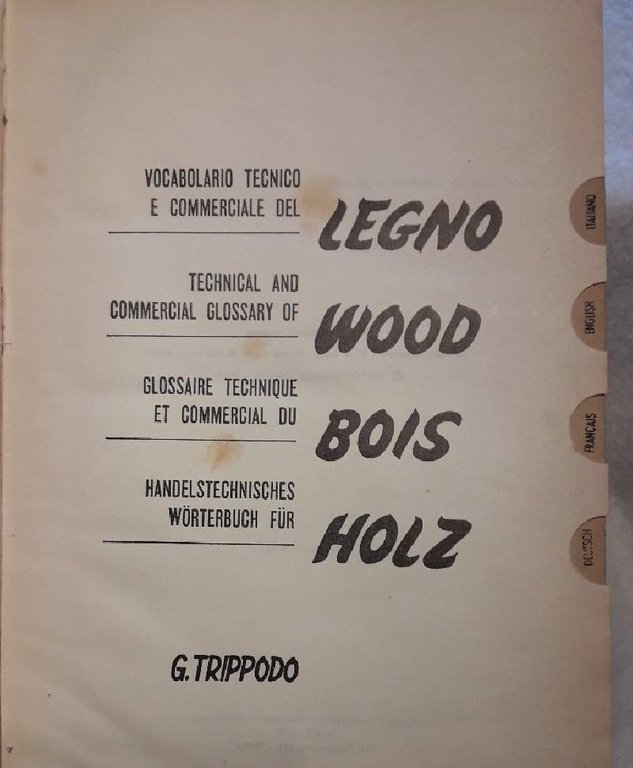 VOCABOLARIO TECNICO
E COMMERCIALE DEL
LEGNO
TECHNICAL AND
COMMERCIAL GLOSSARY OF
WOOD
GLOSSAIRE TECHNIQUE
ET COMMERCIAL DU
BOIS
HANDELSTECHNISCHES
WÖRTERBUCH FÜR
HOLZ
G. TRIPPODO
ITALIANO
ENGLISH
FRANCAIS
DEUTSCH